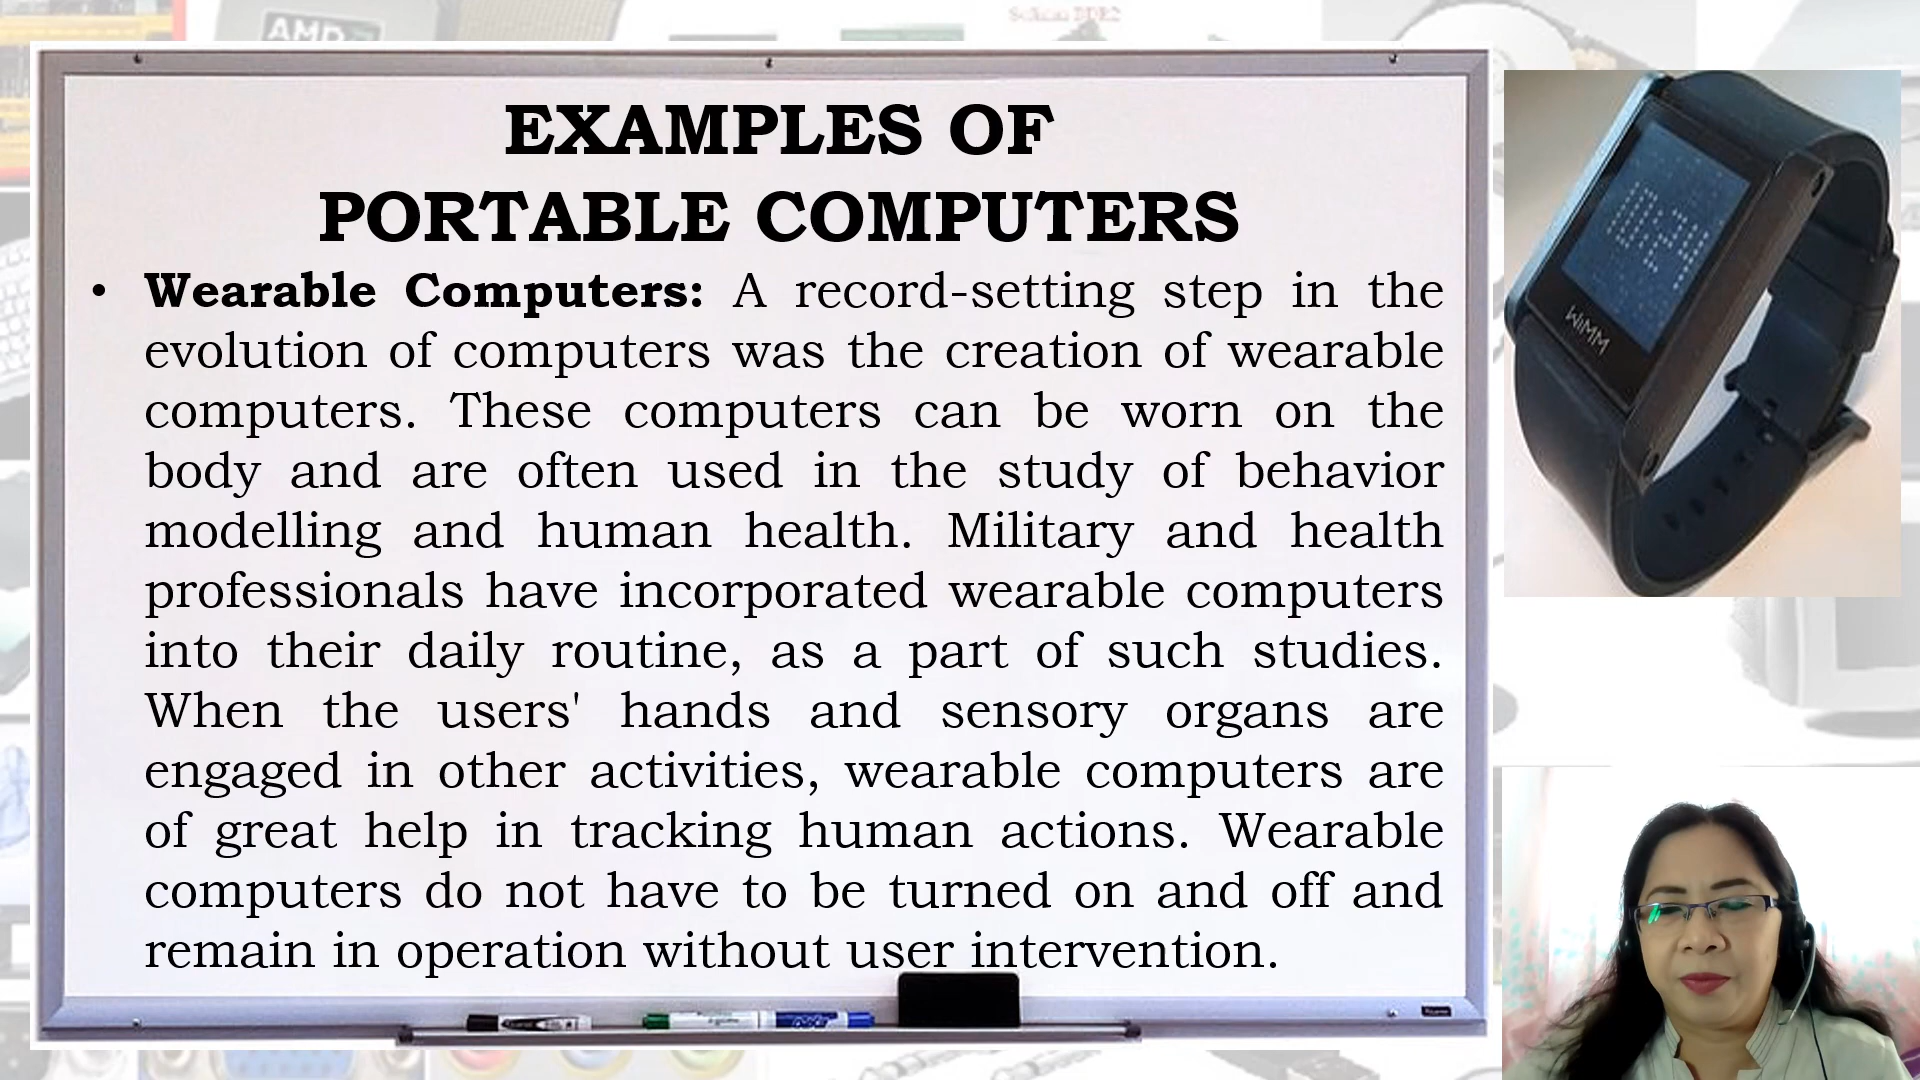 AMD
EXAMPLES OF
PORTABLE COMPUTERS
• Wearable Computers: A record-setting step in the
evolution of computers was the creation of wearable
computers. These computers can be worn on the
body and are often used in the study of behavior
modelling and human health. Military and health
professionals have incorporated wearable computers
into their daily routine, as a part of such studies.
When the users' hands and sensory organs are
engaged in other activities, wearable computers are
of great help in tracking human actions. Wearable
computers do not have to be turned on and off and
remain in operation without user intervention.
WIMM